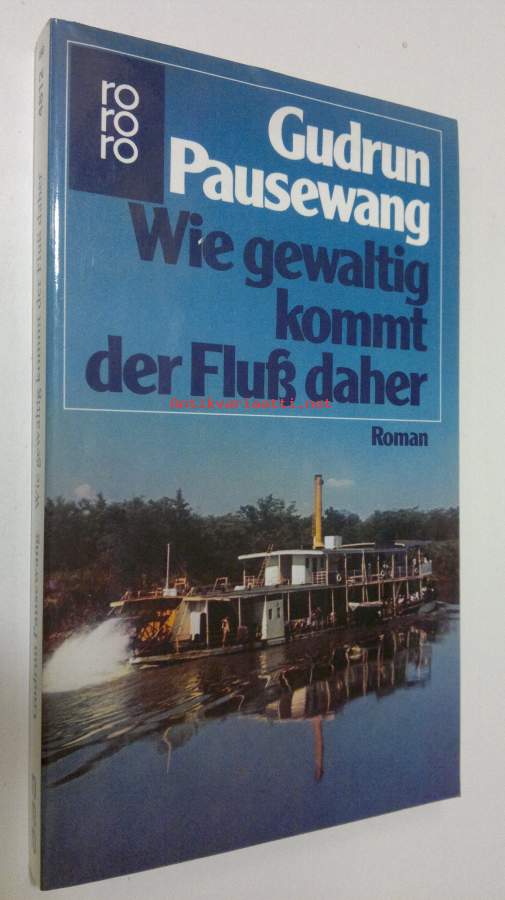 ro
ro
ro
Gudrun
Pausewang
Wie gewaltig
kommt
der Fluß daher
Antikvariaatti.net
Roman
Gudrun Pausewang Wie gewaltig kommt der Fluß daher